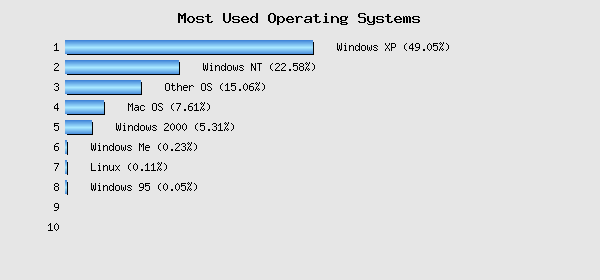 Most Used Operating Systems
1 Windows XP (49.05%)
2 Windows NT (22.58%)
3 Other OS (15.06%)
4 Mac OS (7.61%)
5 Windows 2000 (5.31%)
6 Windows Me (0.23%)
7 Linux (0.11%)
8 Windows 95 (0.05%)
9
10